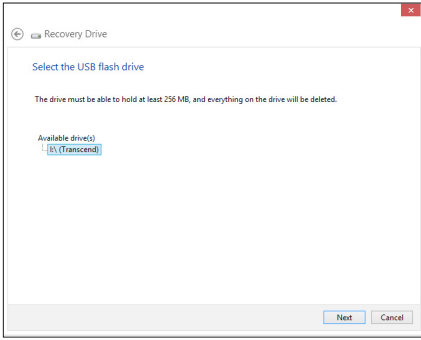 Recovery Drive
Select the USB flash drive
The drive must be able to hold at least 256 MB, and everything on the drive will be deleted.
Available drive(s)
I:\ (Transcend)
Next Cancel